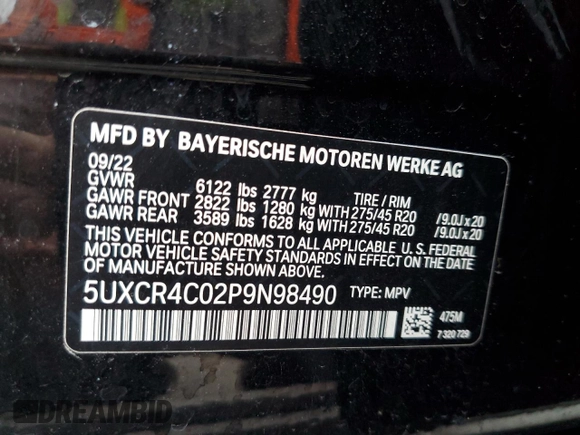 MFD BY BAYERISCHE MOTOREN WERKE AG
09/22
GVWR 6122 lbs 2777 kg TIRE / RIM
GAWR FRONT 2822 lbs 1280 kg WITH 275/45 R20 /9.0J x 20
GAWR REAR 3589 lbs 1628 kg WITH 275/45 R20 /9.0J x 20
THIS VEHICLE CONFORMS TO ALL APPLICABLE U. S. FEDERAL
MOTOR VEHICLE SAFETY STANDARDS IN EFFECT ON THE DATE
OF MANUFACTURE SHOWN ABOVE.
5UXCR4C02P9N98490 TYPE: MPV
475M
7 320 729
DREAMBID